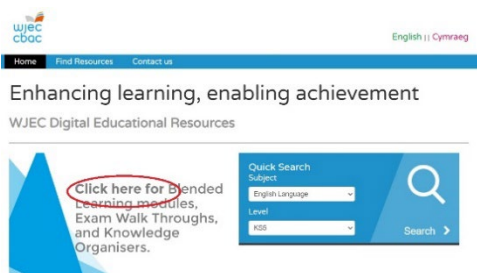 wjec
cbac
English || Cymraeg
Home Find Resources Contact us
Enhancing learning, enabling achievement
WJEC Digital Educational Resources
Click here for Blended
Learning modules,
Exam Walk Throughs,
and Knowledge
Organisers.
Quick Search
Subject
English Language
Level
KS5
Search >